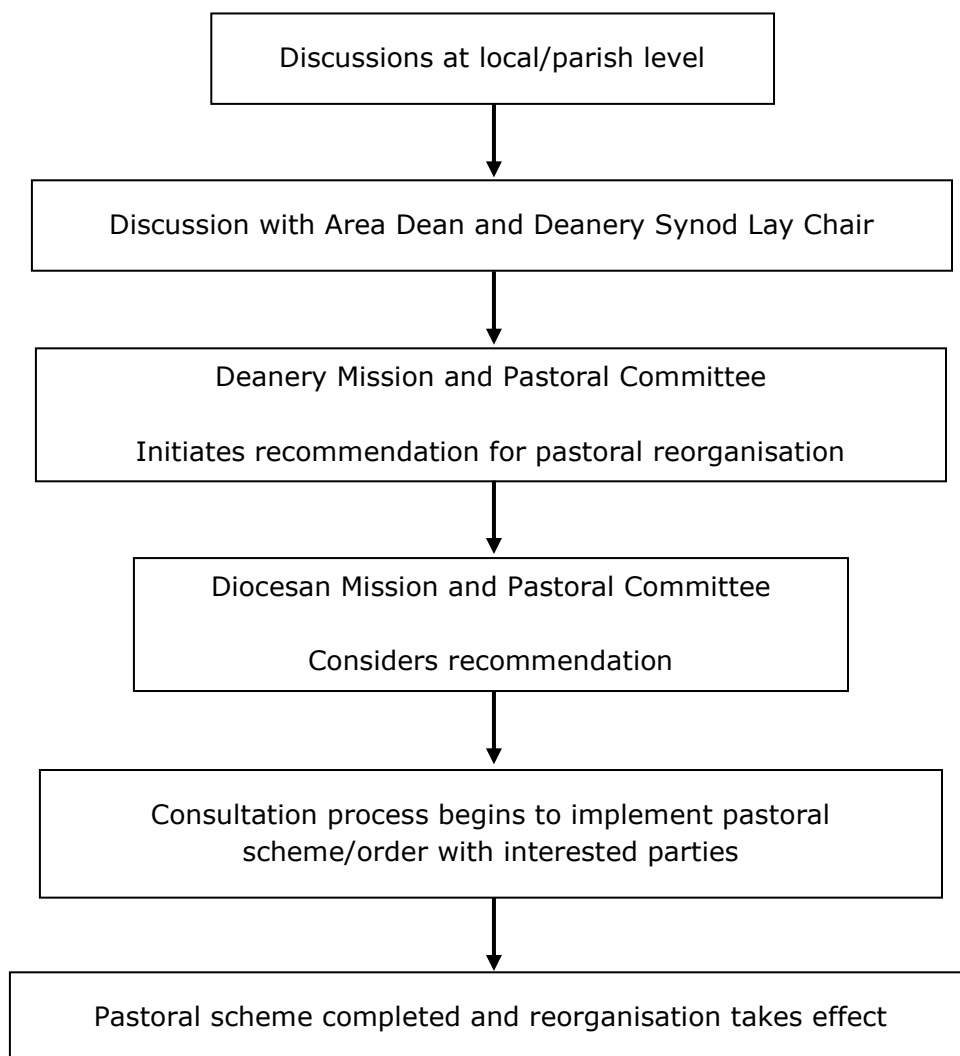 Discussions at local/parish level
Discussion with Area Dean and Deanery Synod Lay Chair
Deanery Mission and Pastoral Committee
Initiates recommendation for pastoral reorganisation
Diocesan Mission and Pastoral Committee
Considers recommendation
Consultation process begins to implement pastoral
scheme/order with interested parties
Pastoral scheme completed and reorganisation takes effect